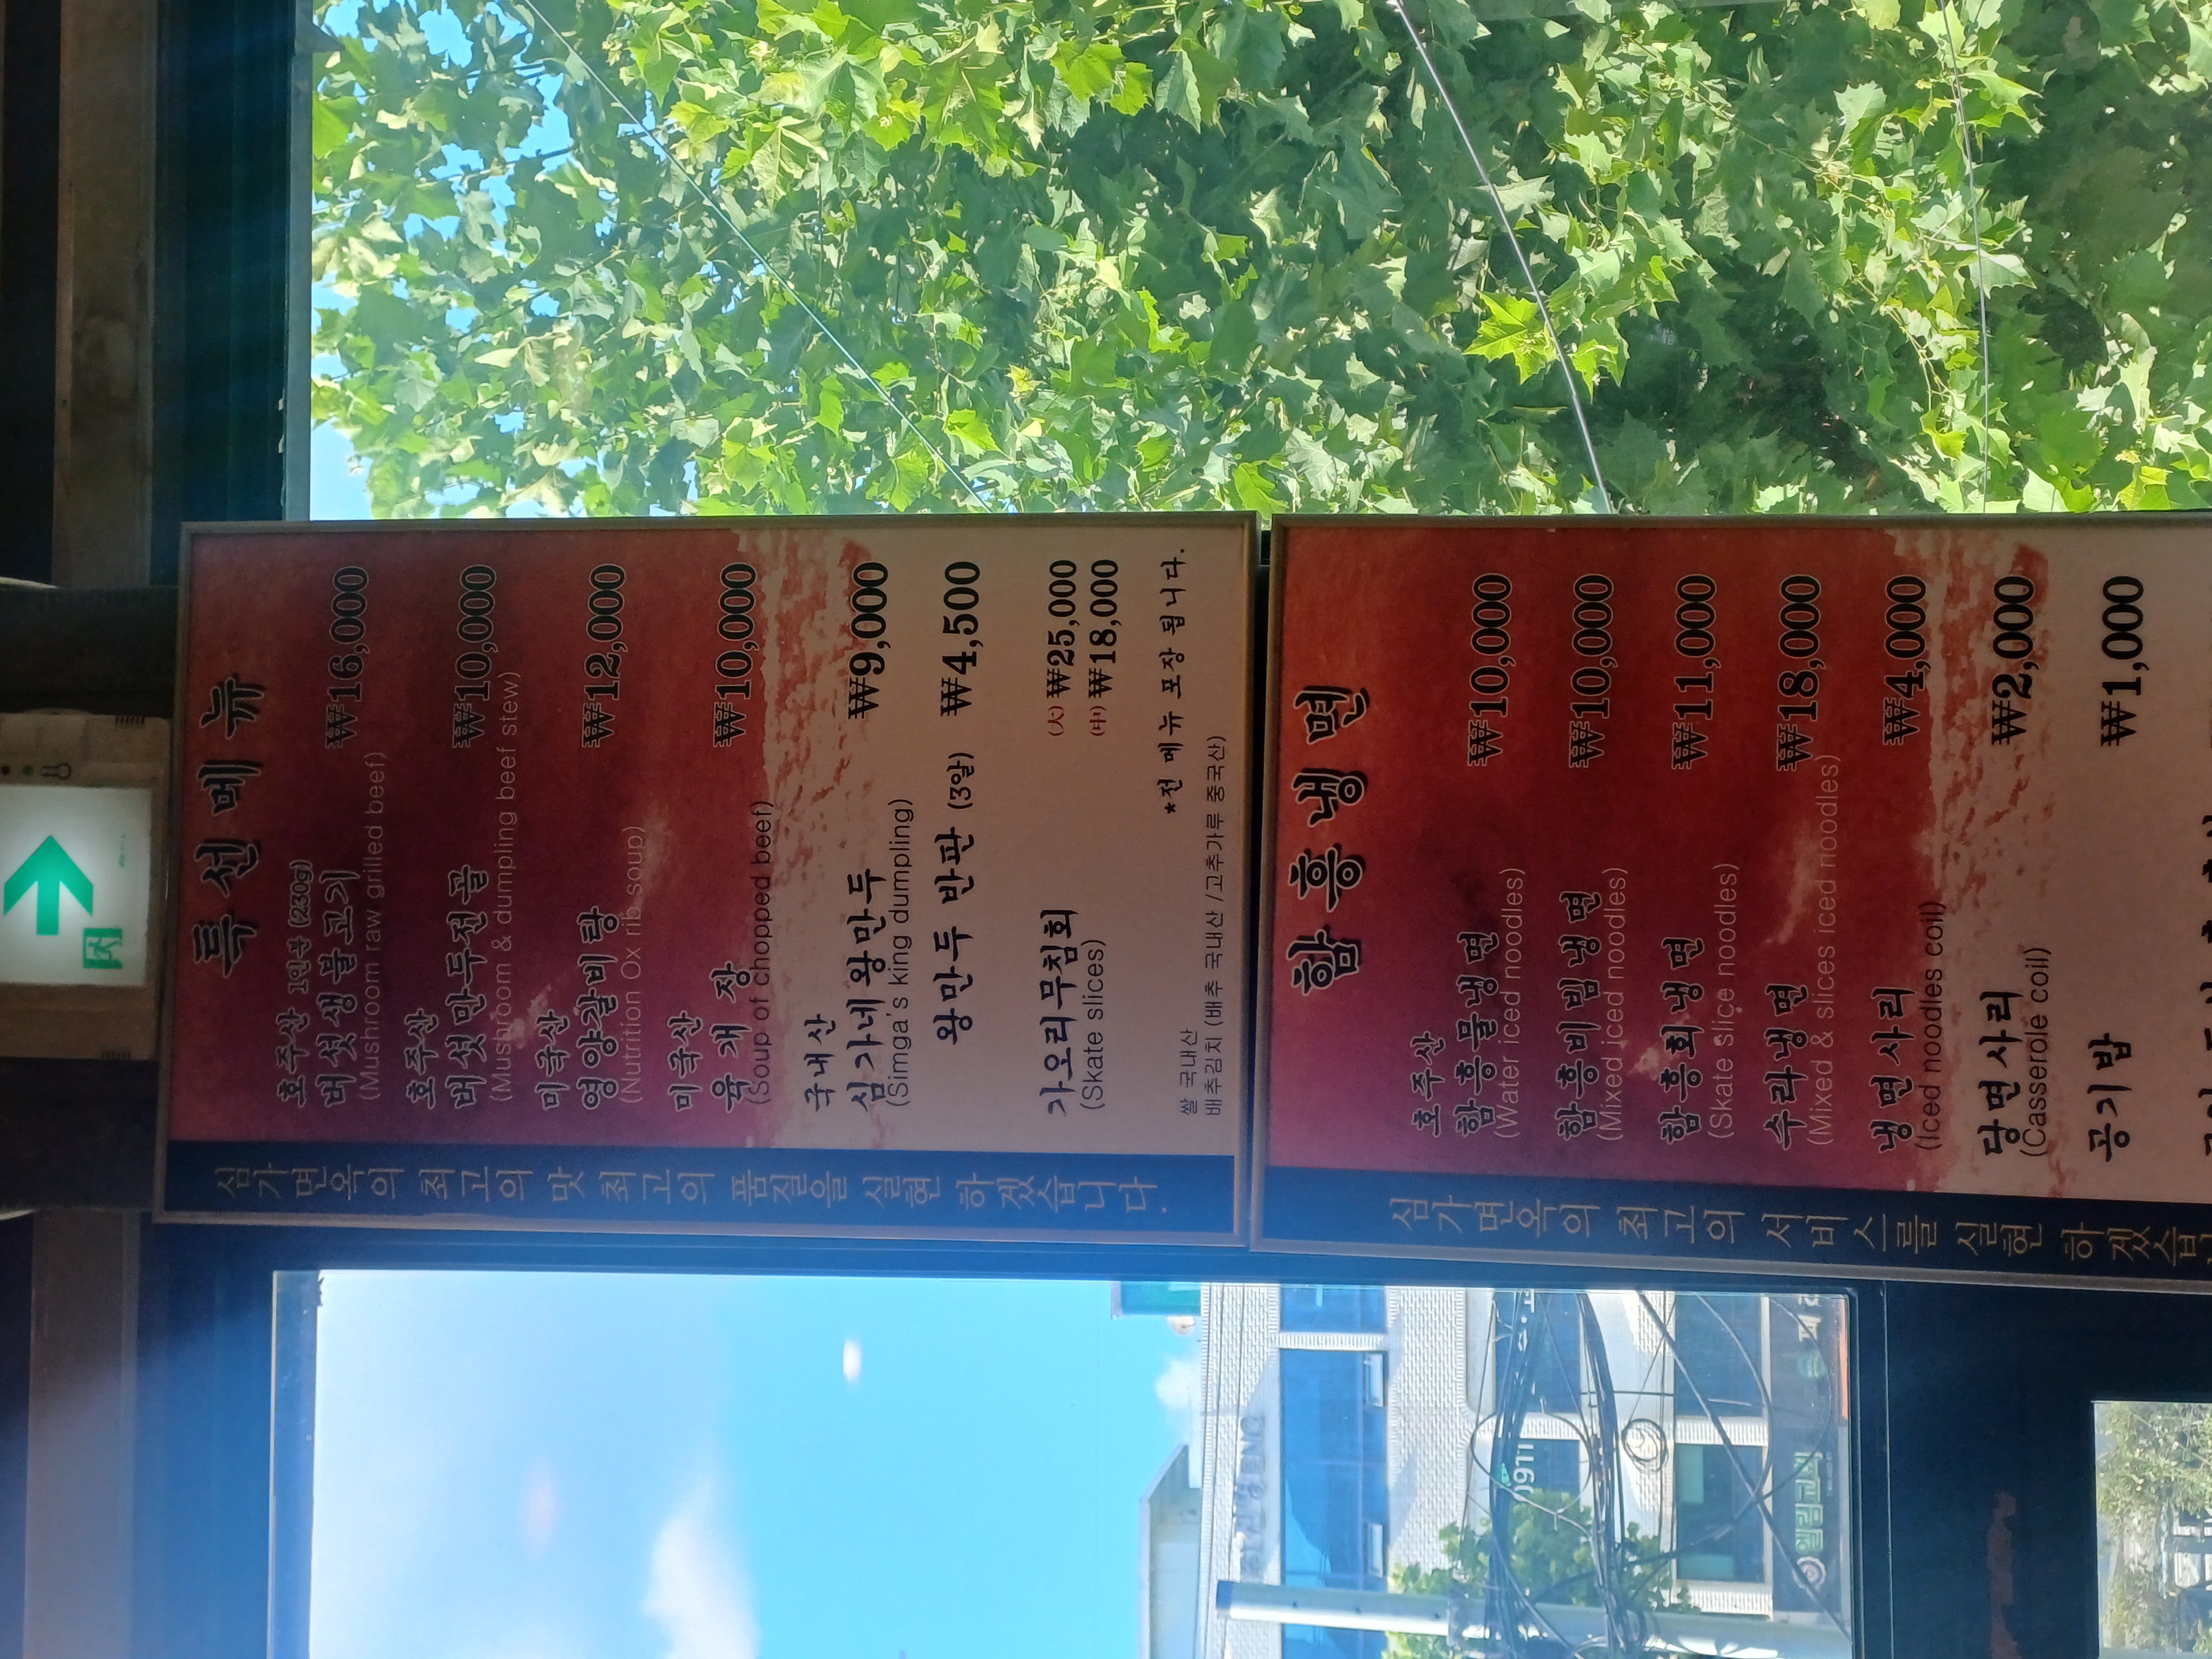 특선메뉴
호주산 1인분 (230g)
버섯생불고기 ₩16,000
(Mushroom raw grilled beef)
호주산
버섯만두전골 ₩10,000
(Mushroom & dumpling beef stew)
미국산
영양갈비탕 ₩12,000
(Nutrition Ox rib soup)
미국산
육개장 ₩10,000
(Soup of chopped beef)
국내산
심가네왕만두 ₩9,000
(Simga's king dumpling)
왕만두 반판 (3알) ₩4,500
가오리무침회 (大) ₩25,000
(Skate slices) (中) ₩18,000
*전 메뉴 포장 됩니다.
쌀 국내산
배추김치 (배추 국내산 /고춧가루 중국산)
심가면옥의 최고의 맛 최고의 품질을 실현 하겠습니다.
함흥냉면
호주산
함흥물냉면 ₩10,000
(Water iced noodles)
함흥비빔냉면 ₩10,000
(Mixed iced noodles)
함흥회냉면 ₩11,000
(Skate slice noodles)
수라냉면 ₩18,000
(Mixed & slices iced noodles)
냉면사리 ₩4,000
(Iced noodles coil)
당면사리 ₩2,000
(Casserole coil)
공기밥 ₩1,000
심가면옥의 최고의 서비스를 실현 하겠습